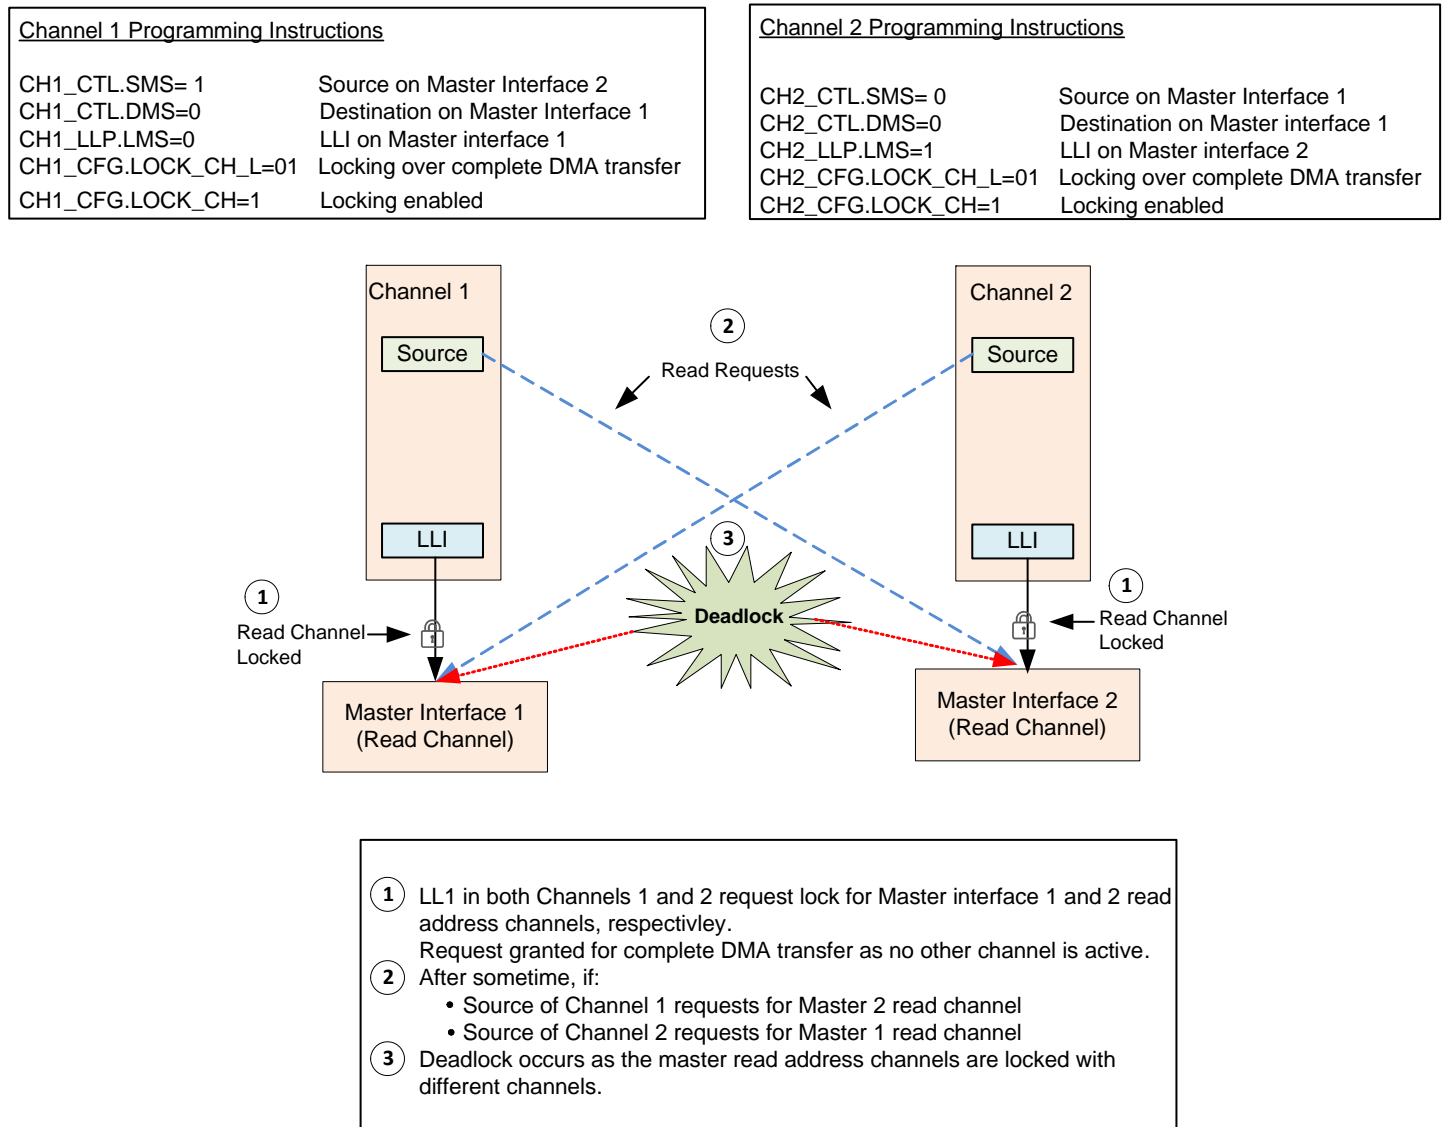 Channel 1 Programming Instructions
CH1_CTL.SMS= 1 Source on Master Interface 2
CH1_CTL.DMS=0 Destination on Master Interface 1
CH1_LLP.LMS=0 LLI on Master interface 1
CH1_CFG.LOCK_CH_L=01 Locking over complete DMA transfer
CH1_CFG.LOCK_CH=1 Locking enabled
Channel 2 Programming Instructions
CH2_CTL.SMS= 0 Source on Master Interface 1
CH2_CTL.DMS=0 Destination on Master interface 1
CH2_LLP.LMS=1 LLI on Master interface 2
CH2_CFG.LOCK_CH_L=01 Locking over complete DMA transfer
CH2_CFG.LOCK_CH=1 Locking enabled
Channel 1
Channel 2
2
Source
Source
Read Requests
3
LLI
LLI
1
1
Deadlock
Read Channel
Locked
Read Channel
Locked
Master Interface 1
(Read Channel)
Master Interface 2
(Read Channel)
1 LL1 in both Channels 1 and 2 request lock for Master interface 1 and 2 read
address channels, respectivley.
Request granted for complete DMA transfer as no other channel is active.
2 After sometime, if:
• Source of Channel 1 requests for Master 2 read channel
• Source of Channel 2 requests for Master 1 read channel
3 Deadlock occurs as the master read address channels are locked with
different channels.